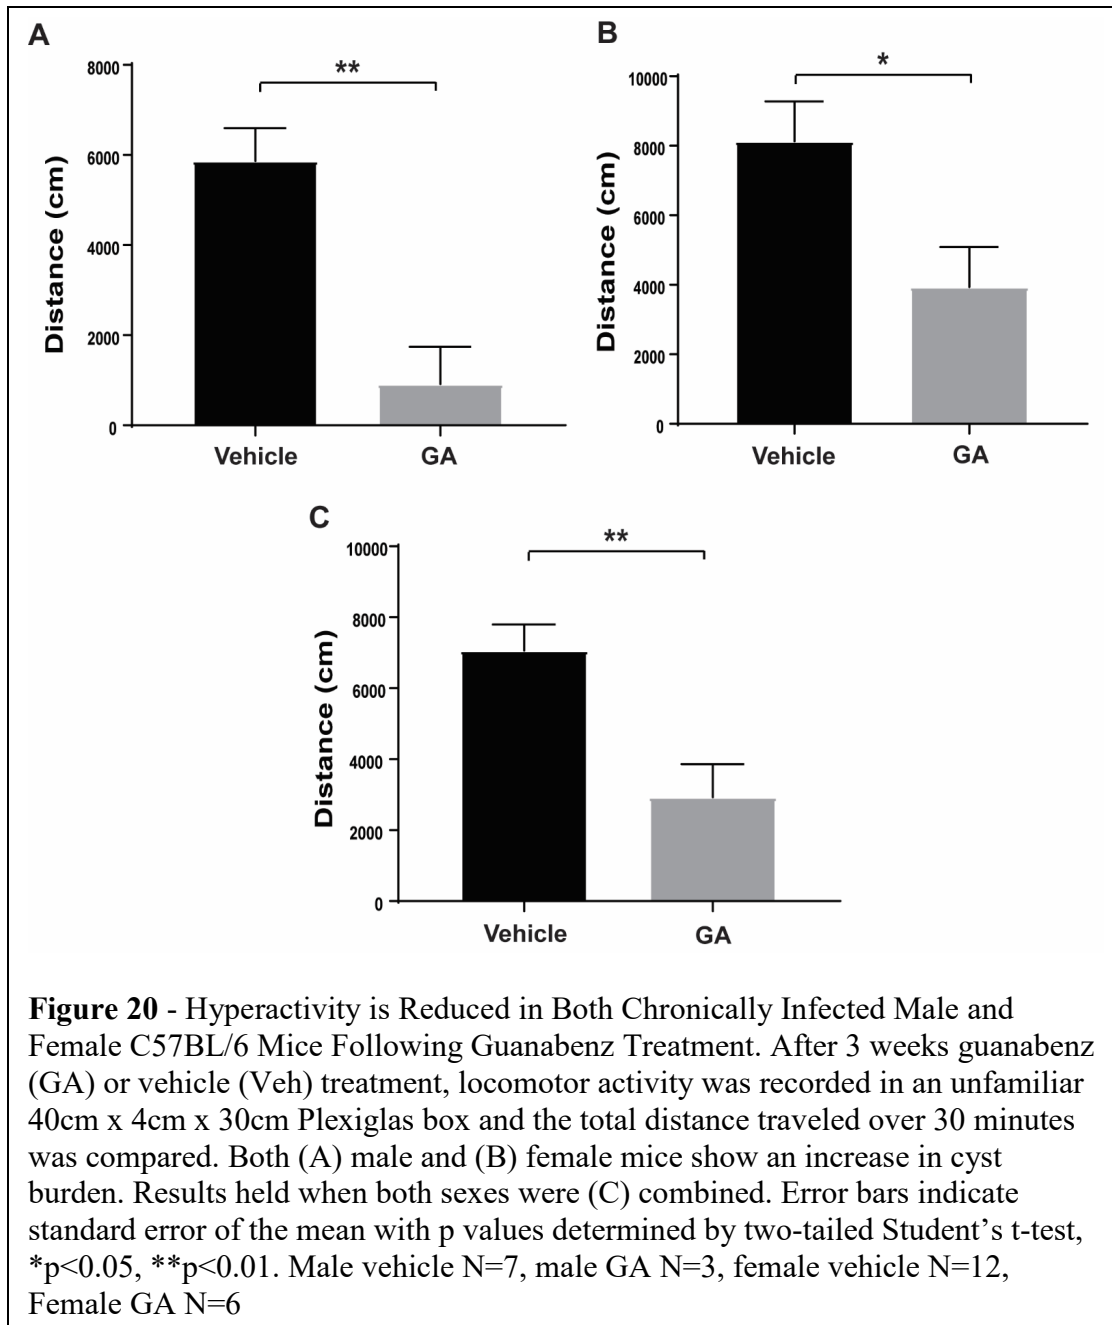 A
8000
6000
4000
2000
0
Distance (cm)
**
Vehicle
GA
B
10000
8000
6000
4000
2000
0
Distance (cm)
*
Vehicle
GA
C
10000
8000
6000
4000
2000
0
Distance (cm)
**
Vehicle
GA
Figure 20 - Hyperactivity is Reduced in Both Chronically Infected Male and
Female C57BL/6 Mice Following Guanabenz Treatment. After 3 weeks guanabenz
(GA) or vehicle (Veh) treatment, locomotor activity was recorded in an unfamiliar
40cm x 4cm x 30cm Plexiglas box and the total distance traveled over 30 minutes
was compared. Both (A) male and (B) female mice show an increase in cyst
burden. Results held when both sexes were (C) combined. Error bars indicate
standard error of the mean with p values determined by two-tailed Student’s t-test,
*p<0.05, **p<0.01. Male vehicle N=7, male GA N=3, female vehicle N=12,
Female GA N=6